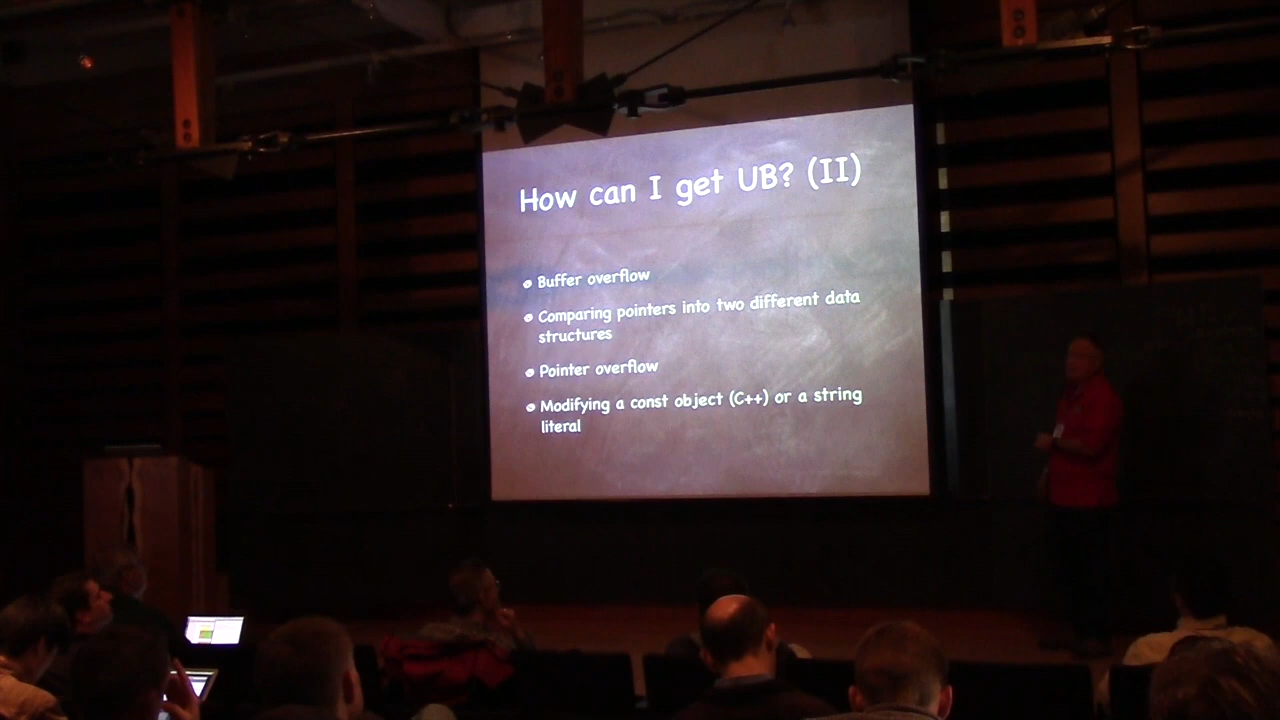 How can I get UB? (II)
Buffer overflow
Comparing pointers into two different data
structures
Pointer overflow
Modifying a const object (C++) or a string
literal